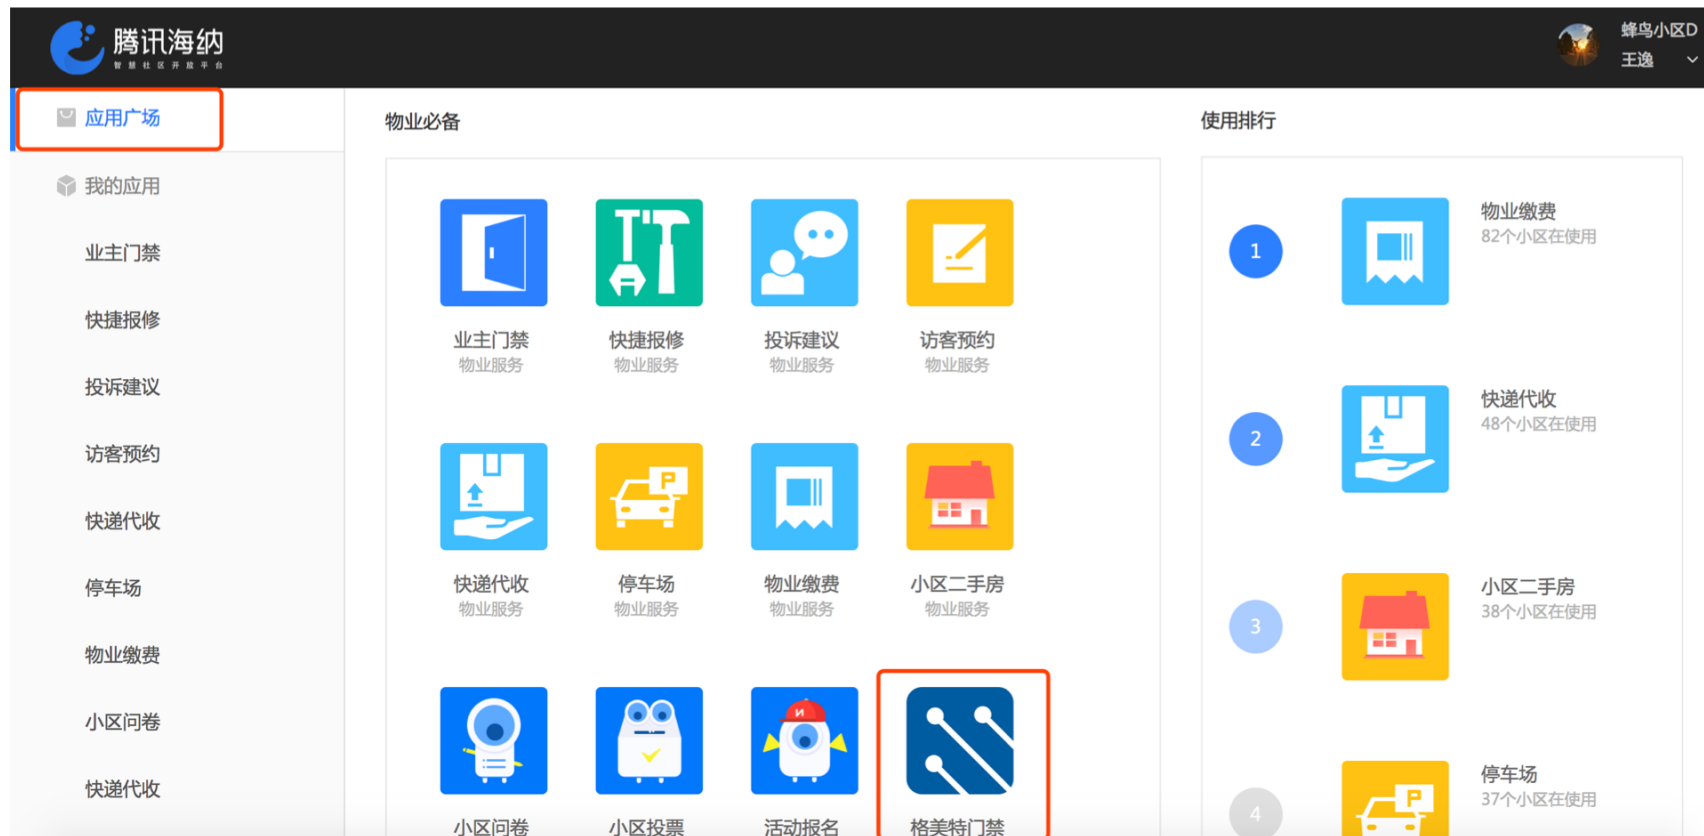 腾讯海纳
智慧社区开放平台
蜂鸟小区D
王逸
应用广场
我的应用
业主门禁
快捷报修
投诉建议
访客预约
快递代收
停车场
物业缴费
小区问卷
快递代收
物业必备
业主门禁
物业服务
快捷报修
物业服务
投诉建议
物业服务
访客预约
物业服务
快递代收
物业服务
停车场
物业服务
物业缴费
物业服务
小区二手房
物业服务
小区问卷
小区投票
活动报名
格美特门禁
使用排行
1
物业缴费
82个小区在使用
2
快递代收
48个小区在使用
3
小区二手房
38个小区在使用
4
停车场
37个小区在使用